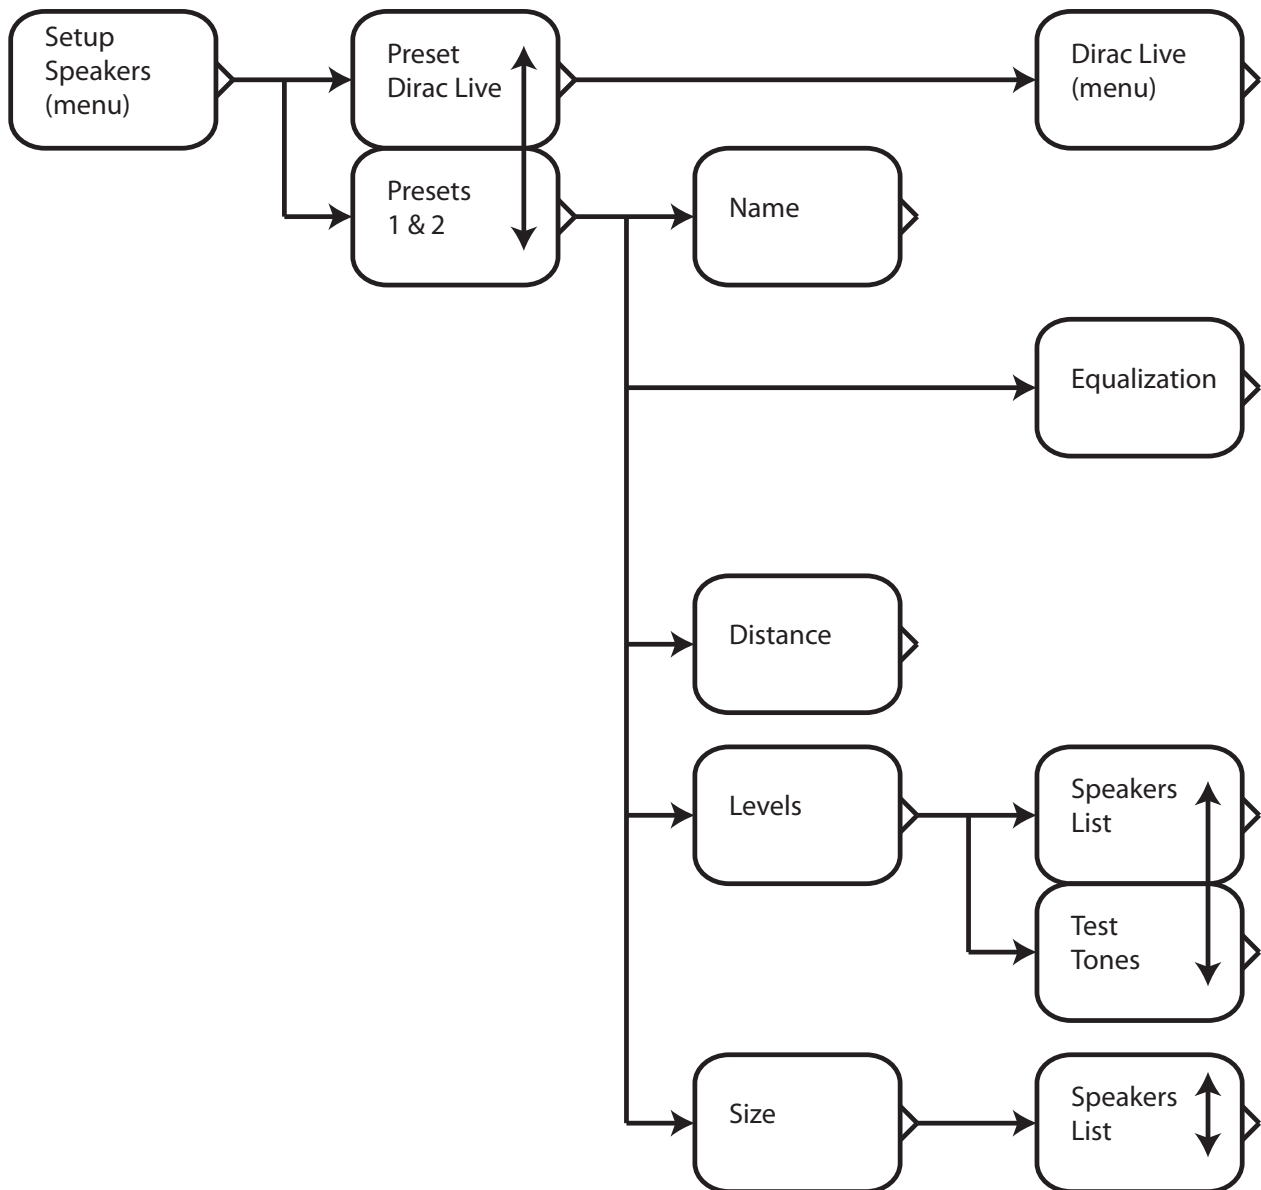 Setup
Speakers
(menu)
Preset
Dirac Live
Dirac Live
(menu)
Presets
1 & 2
Name
Equalization
Distance
Levels
Speakers
List
Test
Tones
Size
Speakers
List